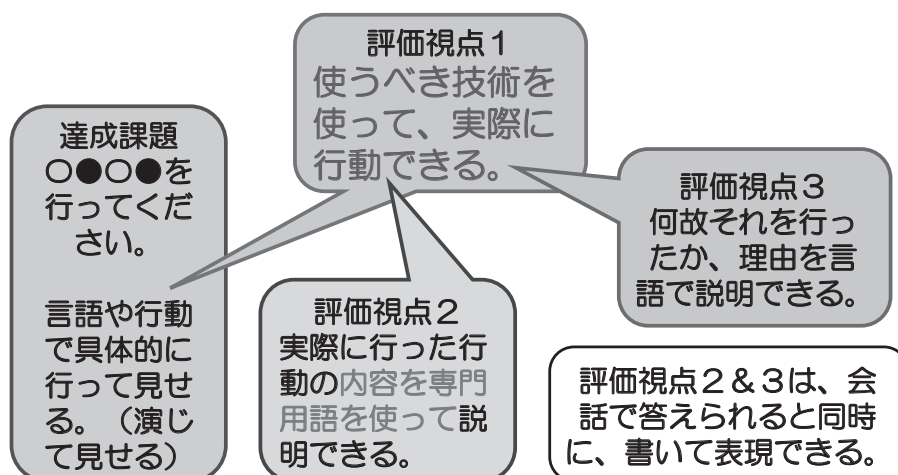 評価視点1
使うべき技術を
使って、実際に
行動できる。
達成課題
○●○●を
行ってくだ
さい。
言語や行動
で具体的に
行って見せ
る。（演じ
て見せる）
評価視点2
実際に行った行
動の内容を専門
用語を使って説
明できる。
評価視点3
何故それを行っ
たか、理由を言
語で説明できる。
評価視点2＆3は、会
話で答えられると同時
に、書いて表現できる。